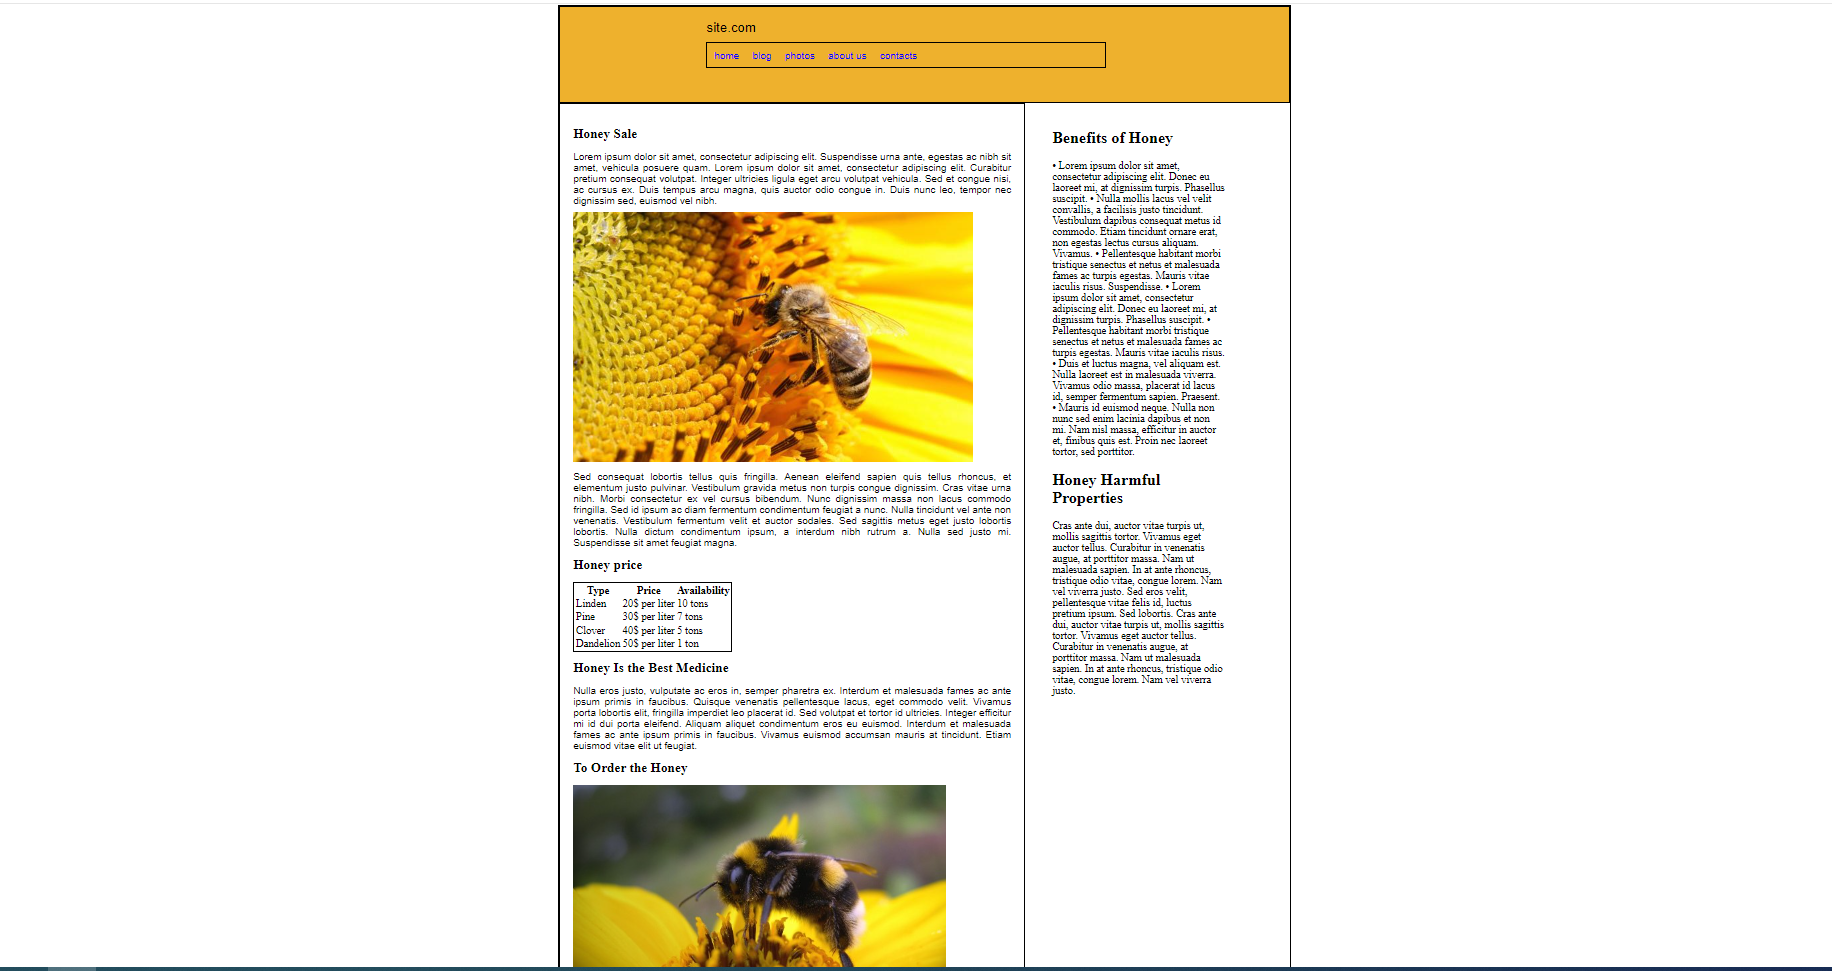 site.com
home blog photos about us contacts
Honey Sale
Lorem ipsum dolor sit amet, consectetur adipiscing elit. Suspendisse urna ante, egestas ac nibh sit
amet, vehicula posuere quam. Lorem ipsum dolor sit amet, consectetur adipiscing elit. Curabitur
pretium consequat volutpat. Integer ultricies ligula eget arcu volutpat vehicula. Sed et congue nisi,
ac cursus ex. Duis tempus arcu magna, quis auctor odio congue in. Duis nunc leo, tempor nec
dignissim sed, euismod vel nibh.
Sed consequat lobortis tellus quis fringilla. Aenean eleifend sapien quis tellus rhoncus, et
elementum justo pulvinar. Vestibulum gravida metus non turpis congue dignissim. Cras vitae urna
nibh. Morbi consectetur ex vel cursus bibendum. Nunc dignissim massa non lacus commodo
fringilla. Sed id ipsum ac diam fermentum condimentum feugiat a nunc. Nulla tincidunt vel ante non
venenatis. Vestibulum fermentum velit et auctor sodales. Sed sagittis metus eget justo lobortis
lobortis. Nulla dictum condimentum ipsum, a interdum nibh rutrum a. Nulla sed justo mi.
Suspendisse sit amet feugiat magna.
Honey price
Type Price Availability
Linden 20$ per liter 10 tons
Pine 30$ per liter 7 tons
Clover 40$ per liter 5 tons
Dandelion 50$ per liter 1 ton
Honey Is the Best Medicine
Nulla eros justo, vulputate ac eros in, semper pharetra ex. Interdum et malesuada fames ac ante
ipsum primis in faucibus. Quisque venenatis pellentesque lacus, eget commodo velit. Vivamus
porta lobortis elit, fringilla imperdiet leo placerat id. Sed volutpat et tortor id ultricies. Integer efficitur
mi id dui porta eleifend. Aliquam aliquet condimentum eros eu euismod. Interdum et malesuada
fames ac ante ipsum primis in faucibus. Vivamus euismod accumsan mauris at tincidunt. Etiam
euismod vitae elit ut feugiat.
To Order the Honey
Benefits of Honey
• Lorem ipsum dolor sit amet,
consectetur adipiscing elit. Donec eu
laoreet mi, at dignissim turpis. Phasellus
suscipit. • Nulla mollis lacus vel velit
convallis, a facilisis justo tincidunt.
Vestibulum dapibus consequat metus id
commodo. Etiam tincidunt ornare erat,
non egestas lectus cursus aliquam.
Vivamus. • Pellentesque habitant morbi
tristique senectus et netus et malesuada
fames ac turpis egestas. Mauris vitae
iaculis risus. Suspendisse. • Lorem
ipsum dolor sit amet, consectetur
adipiscing elit. Donec eu laoreet mi, at
dignissim turpis. Phasellus suscipit. •
Pellentesque habitant morbi tristique
senectus et netus et malesuada fames ac
turpis egestas. Mauris vitae iaculis risus.
• Duis et luctus magna, vel aliquam est.
Nulla laoreet est in malesuada viverra.
Vivamus odio massa, placerat id lacus
id, semper fermentum sapien. Praesent.
• Mauris id euismod neque. Nulla non
nunc sed enim lacinia dapibus et non
mi. Nam nisl massa, efficitur in auctor
et, finibus quis est. Proin nec laoreet
tortor, sed porttitor.
Honey Harmful
Properties
Cras ante dui, auctor vitae turpis ut,
mollis sagittis tortor. Vivamus eget
auctor tellus. Curabitur in venenatis
augue, at porttitor massa. Nam ut
malesuada sapien. In at ante rhoncus,
tristique odio vitae, congue lorem. Nam
vel viverra justo. Sed eros velit,
pellentesque vitae felis id, luctus
pretium ipsum. Sed lobortis. Cras ante
dui, auctor vitae turpis ut, mollis sagittis
tortor. Vivamus eget auctor tellus.
Curabitur in venenatis augue, at
porttitor massa. Nam ut malesuada
sapien. In at ante rhoncus, tristique odio
vitae, congue lorem. Nam vel viverra
justo.